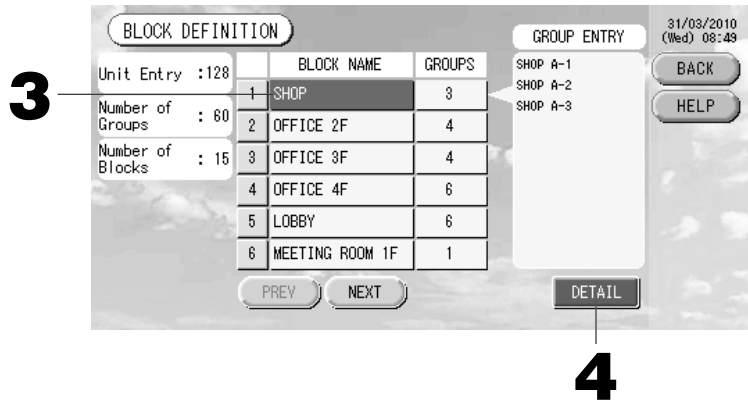 BLOCK DEFINITION
31/03/2010
(Wed) 08:49
GROUP ENTRY
BACK
HELP
Unit Entry :128
Number of Groups : 60
Number of Blocks : 15
BLOCK NAME GROUPS
1 SHOP 3
2 OFFICE 2F 4
3 OFFICE 3F 4
4 OFFICE 4F 6
5 LOBBY 6
6 MEETING ROOM 1F 1
SHOP A-1
SHOP A-2
SHOP A-3
PREV NEXT
DETAIL
3
4